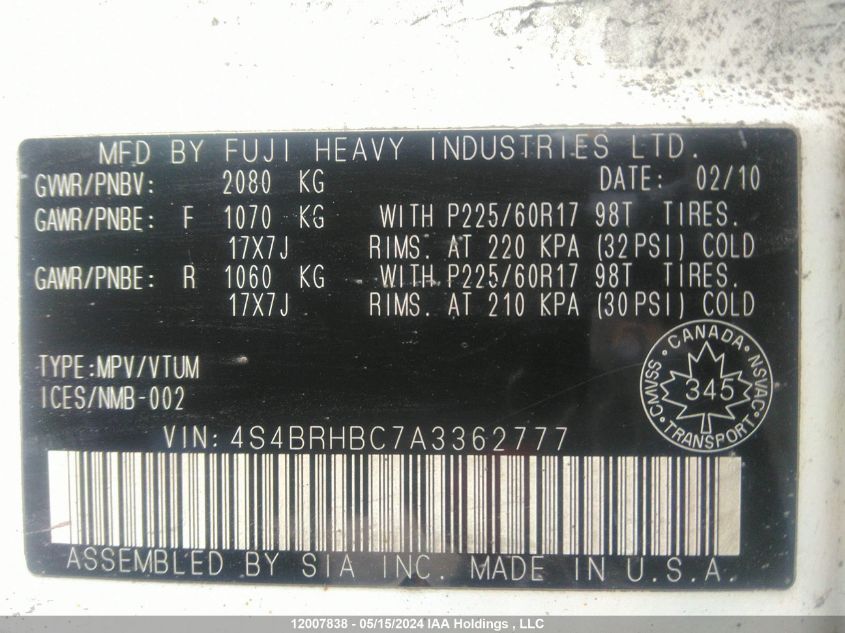 MFD BY FUJI HEAVY INDUSTRIES LTD.
GVWR/PNBV: 2080 KG DATE: 02/10
GAWR/PNBE: F 1070 KG WITH P225/60R17 98T TIRES.
17X7J RIMS. AT 220 KPA (32PSI) COLD
GAWR/PNBE: R 1060 KG WITH P225/60R17 98T TIRES.
17X7J RIMS. AT 210 KPA (30PSI) COLD
TYPE:MPV/VTUM
ICES/NMB-002
CANADA • NSVAC • TRANSPORT • CMVSS •
345
VIN: 4S4BRHBC7A3362777
ASSEMBLED BY SIA INC. MADE IN U.S.A.
12007838 - 05/15/2024 IAA Holdings , LLC